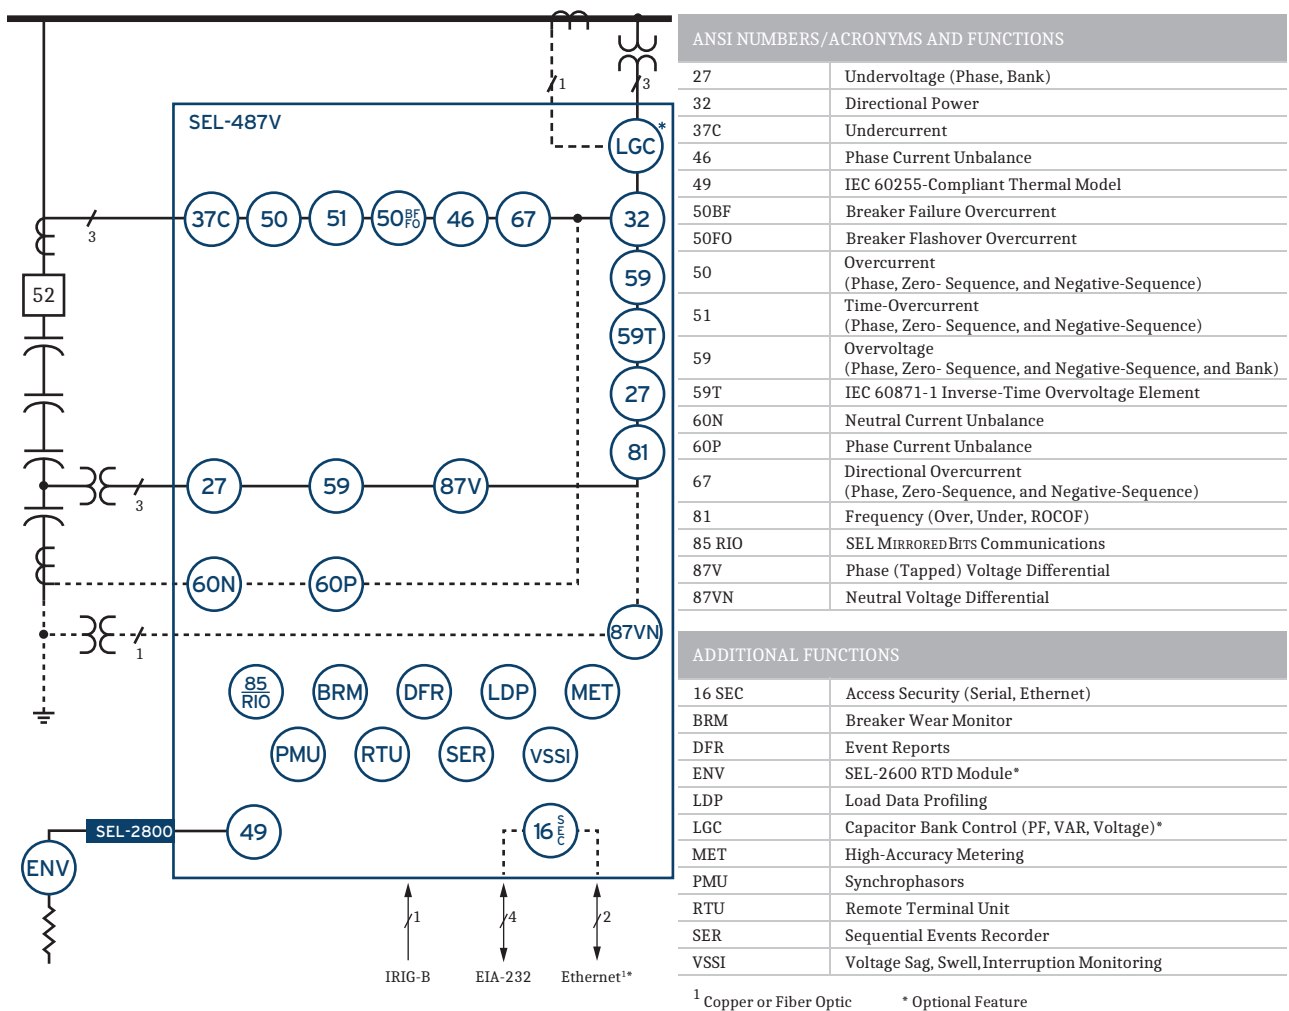 1
3
SEL-487V
*
LGC
37C
50
51
50 BF FO
46
67
32
3
59
52
59T
27
81
27
59
87V
3
60N
60P
87VN
1
85
RIO
BRM
DFR
LDP
MET
PMU
RTU
SER
VSSI
SEL-2800
49
16 SEC
ENV
1
4
2
IRIG-B
EIA-232
Ethernet¹*
ANSI NUMBERS/ACRONYMS AND FUNCTIONS
27 Undervoltage (Phase, Bank)
32 Directional Power
37C Undercurrent
46 Phase Current Unbalance
49 IEC 60255-Compliant Thermal Model
50BF Breaker Failure Overcurrent
50FO Breaker Flashover Overcurrent
50 Overcurrent
(Phase, Zero- Sequence, and Negative-Sequence)
51 Time-Overcurrent
(Phase, Zero- Sequence, and Negative-Sequence)
59 Overvoltage
(Phase, Zero- Sequence, and Negative-Sequence, and Bank)
59T IEC 60871-1 Inverse-Time Overvoltage Element
60N Neutral Current Unbalance
60P Phase Current Unbalance
67 Directional Overcurrent
(Phase, Zero-Sequence, and Negative-Sequence)
81 Frequency (Over, Under, ROCOF)
85 RIO SEL MIRRORED BITS Communications
87V Phase (Tapped) Voltage Differential
87VN Neutral Voltage Differential
ADDITIONAL FUNCTIONS
16 SEC Access Security (Serial, Ethernet)
BRM Breaker Wear Monitor
DFR Event Reports
ENV SEL-2600 RTD Module*
LDP Load Data Profiling
LGC Capacitor Bank Control (PF, VAR, Voltage)*
MET High-Accuracy Metering
PMU Synchrophasors
RTU Remote Terminal Unit
SER Sequential Events Recorder
VSSI Voltage Sag, Swell, Interruption Monitoring
¹ Copper or Fiber Optic * Optional Feature